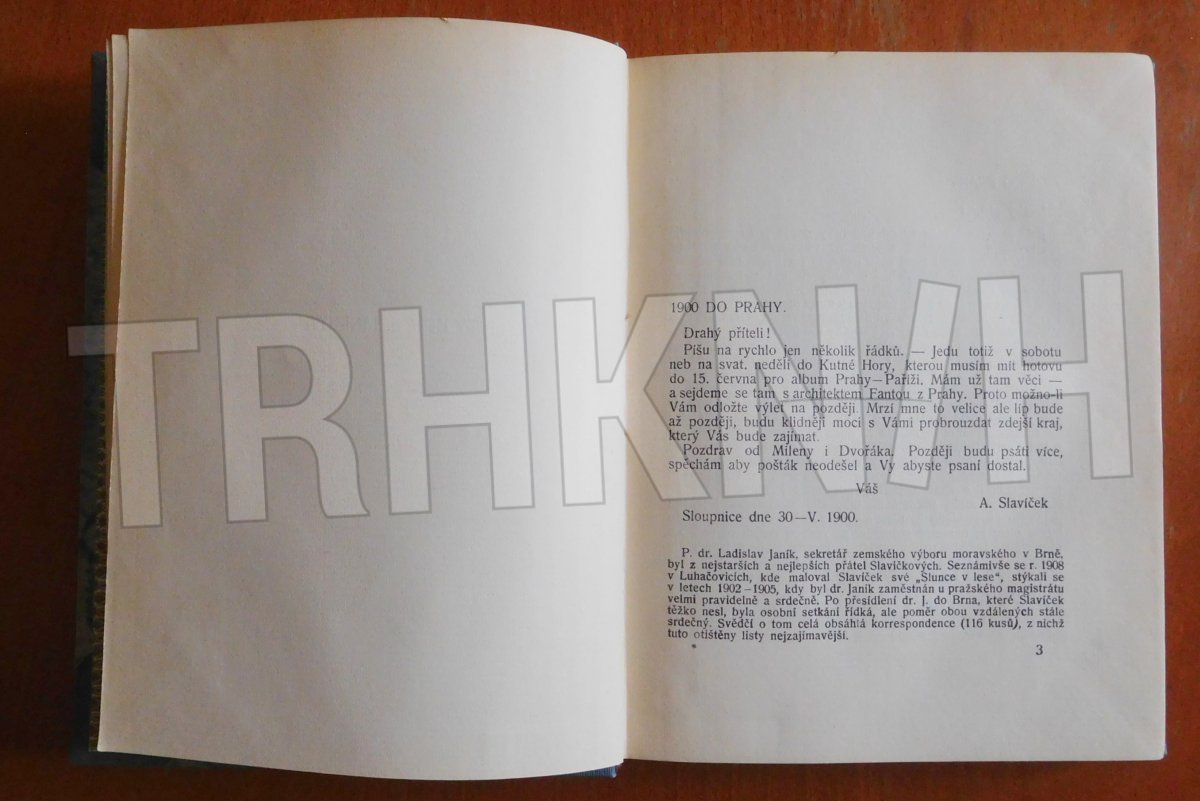 TRHKNIH
1900 DO PRAHY.
Drahý příteli!
Píšu na rychlo jen několik řádků. — Jedu totiž v sobotu
neb na svat. neděli do Kutné Hory, kterou musím mít hotovu
do 15. června pro album Prahy—Paříži. Mám už tam věci —
a sejdeme se tam s architektem Fantou z Prahy. Proto možno-li
Vám odložte výlet na později. Mrzí mne to velice ale líp bude
až později, budu klidněji moci s Vámi probrouzdat zdejší kraj,
který Vás bude zajímat.
Pozdrav od Mileny i Dvořáka. Později budu psáti více,
spěchám aby pošťák neodešel a Vy abyste psaní dostal.
Váš
A. Slavíček
Sloupnice dne 30—V. 1900.
P. dr. Ladislav Janík, sekretář zemského výboru moravského v Brně,
byl z nejstarších a nejlepších přátel Slavíčkových. Seznámivše se r. 1908
v Luhačovicích, kde maloval Slavíček své „Slunce v lese“, stýkali se
v letech 1902–1905, kdy byl dr. Janík zaměstnán u pražského magistrátu
velmi pravidelně a srdečně. Po přesídlení dr. J. do Brna, které Slavíček
těžko nesl, byla osobní setkání řídká, ale poměr obou vzdálených stále
srdečný. Svědčí o tom celá obsáhlá korrespondence (116 kusů), z nichž
tuto otištěny listy nejzajímavější.
*
3